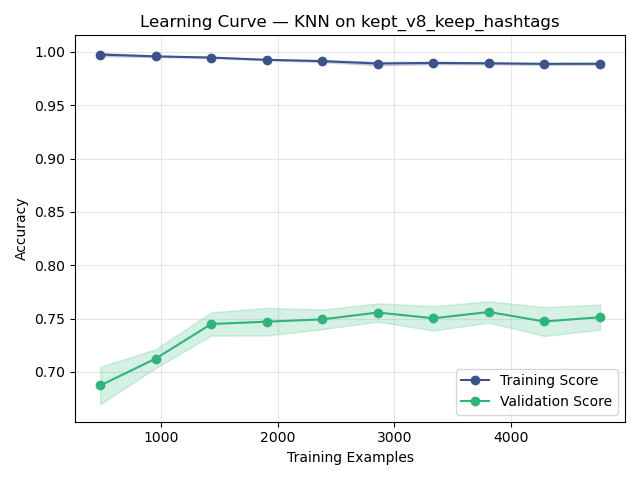 Learning Curve — KNN on kept_v8_keep_hashtags
1.00
0.95
0.90
0.85
0.80
0.75
0.70
Accuracy
Training Score
Validation Score
1000
2000
3000
4000
Training Examples